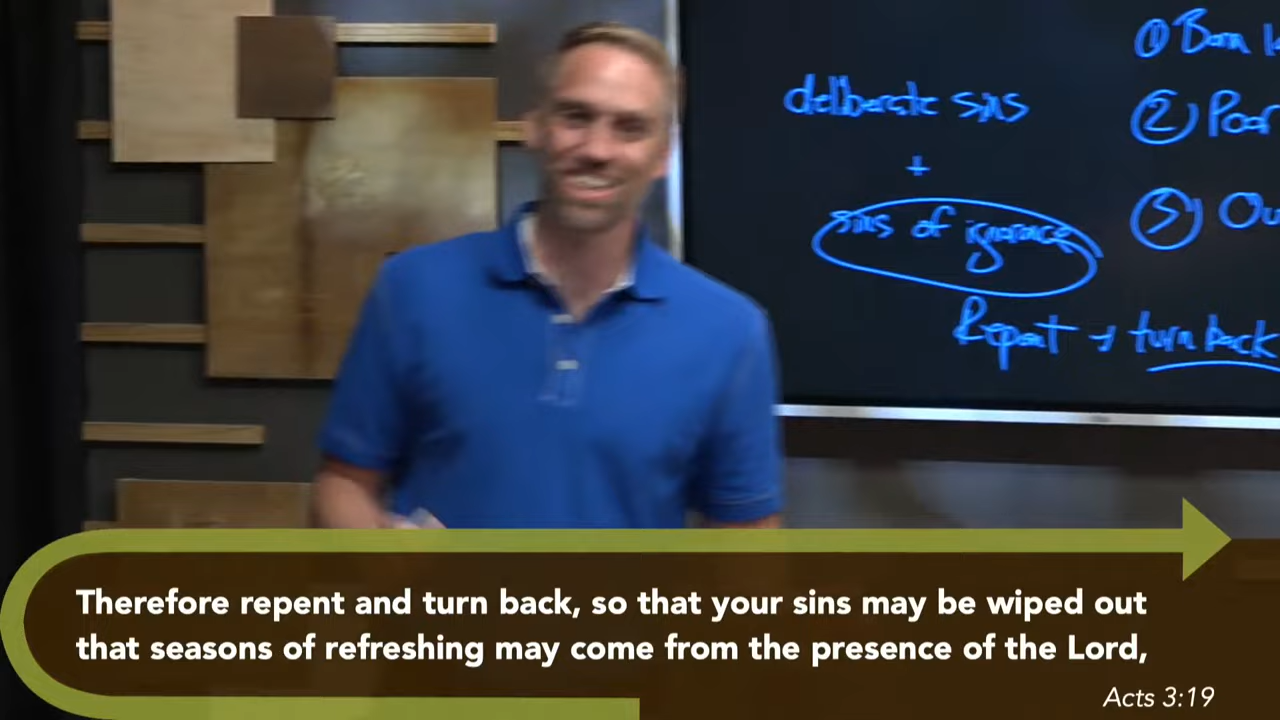 ① Born
deliberate sins
② Poor
+
sins of ignorance
③ Ou
Repent → turn back
Therefore repent and turn back, so that your sins may be wiped out
that seasons of refreshing may come from the presence of the Lord,
Acts 3:19